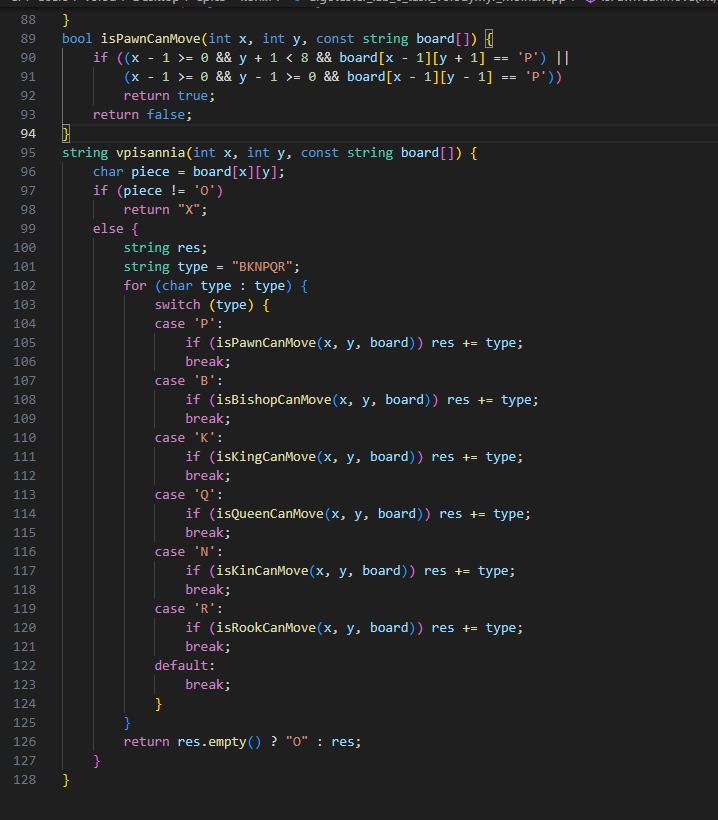 88 }
89 bool isPawnCanMove(int x, int y, const string board[]) {
90 if ((x - 1 >= 0 && y + 1 < 8 && board[x - 1][y + 1] == 'P') ||
91 (x - 1 >= 0 && y - 1 >= 0 && board[x - 1][y - 1] == 'P'))
92 return true;
93 return false;
94 }
95 string vpisannia(int x, int y, const string board[]) {
96 char piece = board[x][y];
97 if (piece != 'O')
98 return "X";
99 else {
100 string res;
101 string type = "BKNPQR";
102 for (char type : type) {
103 switch (type) {
104 case 'P':
105 if (isPawnCanMove(x, y, board)) res += type;
106 break;
107 case 'B':
108 if (isBishopCanMove(x, y, board)) res += type;
109 break;
110 case 'K':
111 if (isKingCanMove(x, y, board)) res += type;
112 break;
113 case 'Q':
114 if (isQueenCanMove(x, y, board)) res += type;
115 break;
116 case 'N':
117 if (isKinCanMove(x, y, board)) res += type;
118 break;
119 case 'R':
120 if (isRookCanMove(x, y, board)) res += type;
121 break;
122 default:
123 break;
124 }
125 }
126 return res.empty() ? "O" : res;
127 }
128 }